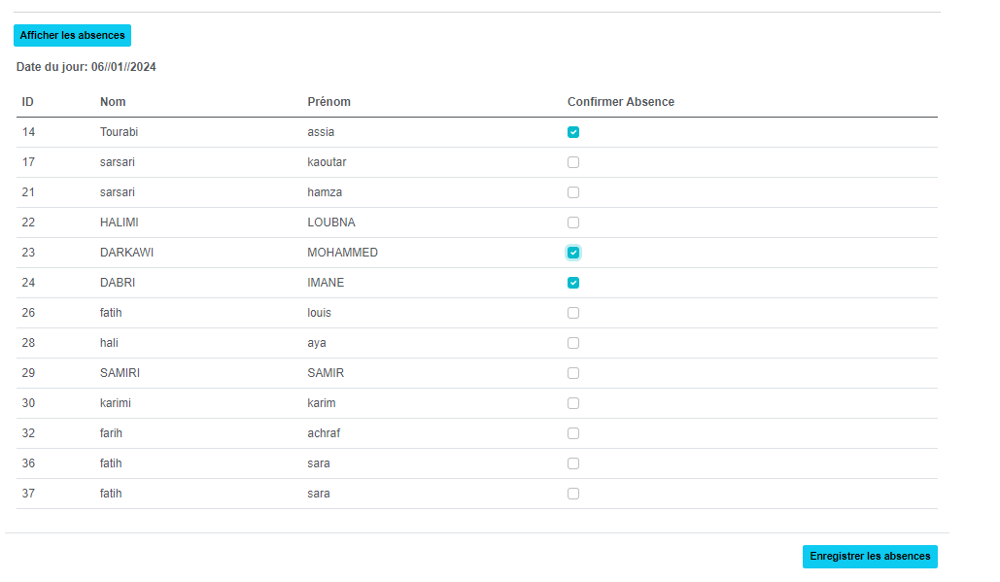 Afficher les absences
Date du jour: 06//01//2024
ID Nom Prénom Confirmer Absence
14 Tourabi assia
17 sarsari kaoutar
21 sarsari hamza
22 HALIMI LOUBNA
23 DARKAWI MOHAMMED
24 DABRI IMANE
26 fatih louis
28 hali aya
29 SAMIRI SAMIR
30 karimi karim
32 farih achraf
36 fatih sara
37 fatih sara
Enregistrer les absences